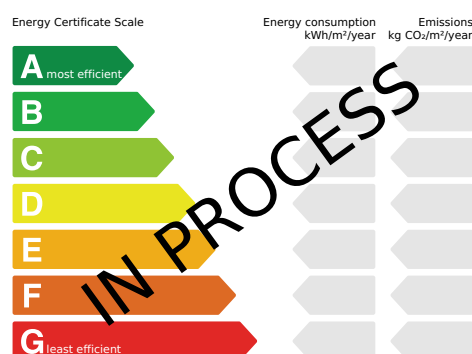 Energy Certificate Scale
Energy consumption
kWh/m²/year
Emissions
kg CO₂/m²/year
A most efficient
B
C
D
E
F
G least efficient
IN PROCESS